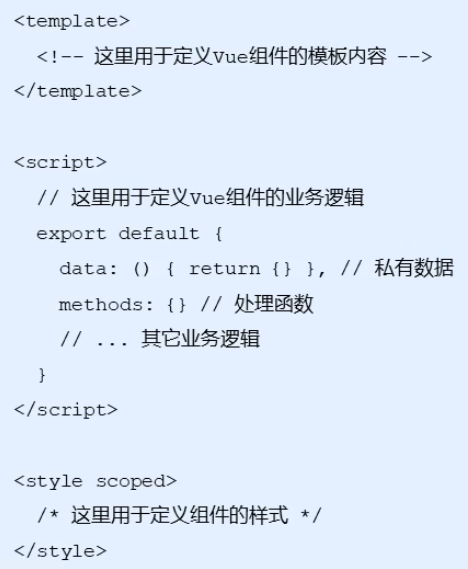 <template>
  <!-- 这里用于定义Vue组件的模板内容 -->
</template>

<script>
  // 这里用于定义Vue组件的业务逻辑
  export default {
    data: () { return {} }, // 私有数据
    methods: {} // 处理函数
    // ... 其它业务逻辑
  }
</script>

<style scoped>
  /* 这里用于定义组件的样式 */
</style>